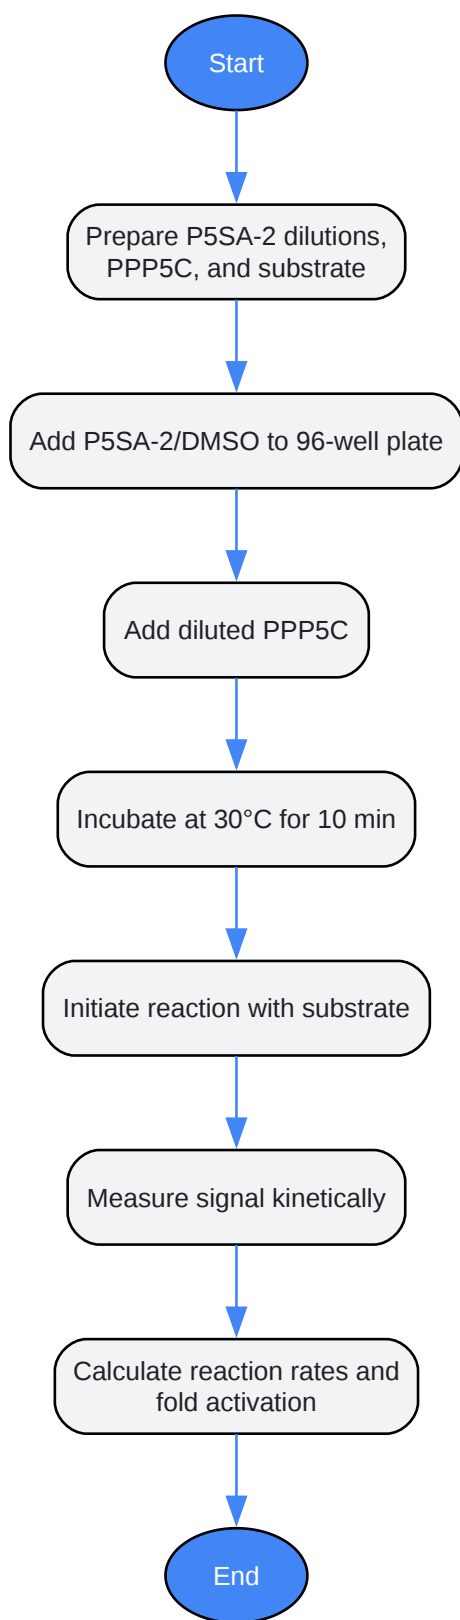 Start
Prepare P5SA-2 dilutions,
PPP5C, and substrate
Add P5SA-2/DMSO to 96-well plate
Add diluted PPP5C
Incubate at 30°C for 10 min
Initiate reaction with substrate
Measure signal kinetically
Calculate reaction rates and
fold activation
End